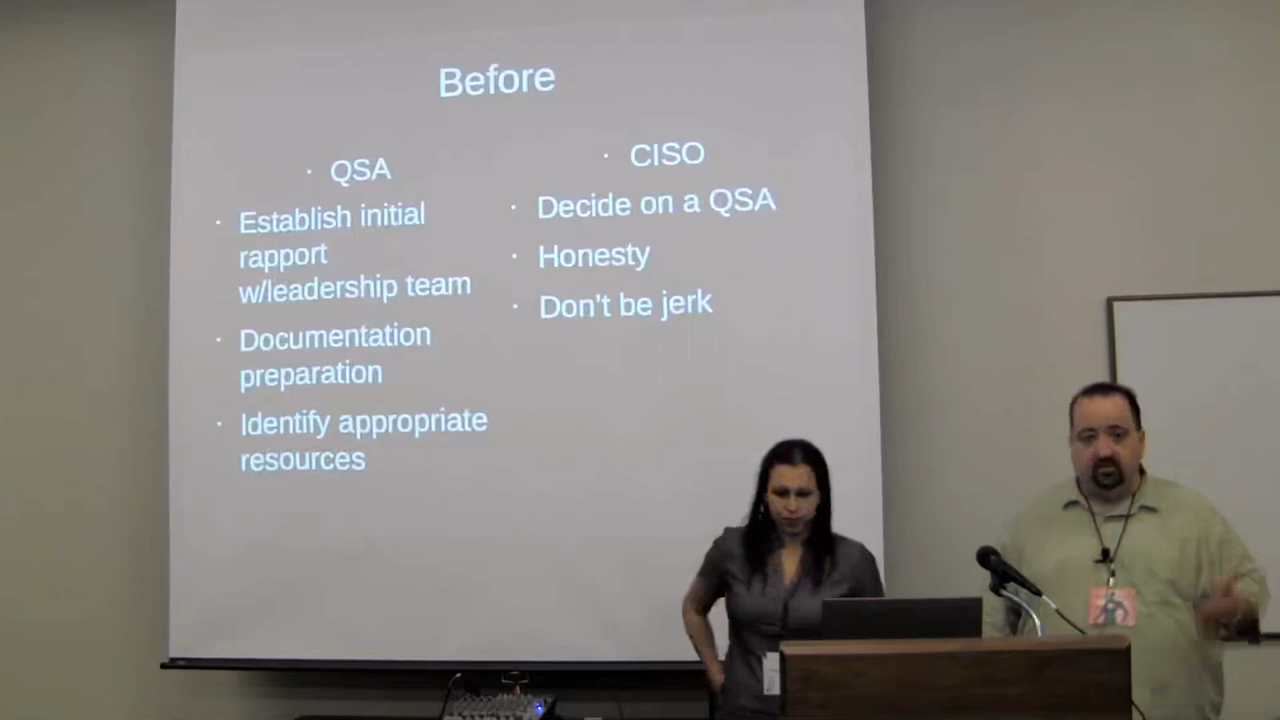 Before
· QSA
· Establish initial
rapport
w/leadership team
· Documentation
preparation
· Identify appropriate
resources
· CISO
· Decide on a QSA
· Honesty
· Don't be jerk